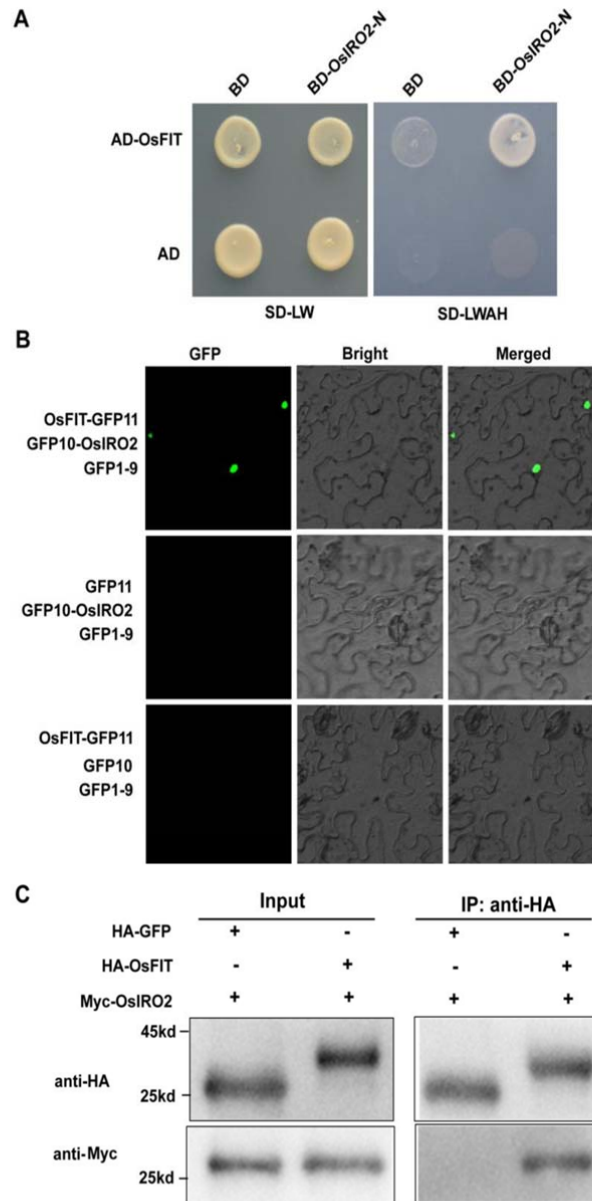 A
BD BD-OsIRO2-N BD BD-OsIRO2-N
AD-OsFIT
AD
SD-LW SD-LWAH
B
GFP Bright Merged
OsFIT-GFP11
GFP10-OsIRO2
GFP1-9
GFP11
GFP10-OsIRO2
GFP1-9
OsFIT-GFP11
GFP10
GFP1-9
C
Input IP: anti-HA
HA-GFP + - + -
HA-OsFIT - + - +
Myc-OsIRO2 + + + +
45kd
anti-HA
25kd
anti-Myc
25kd